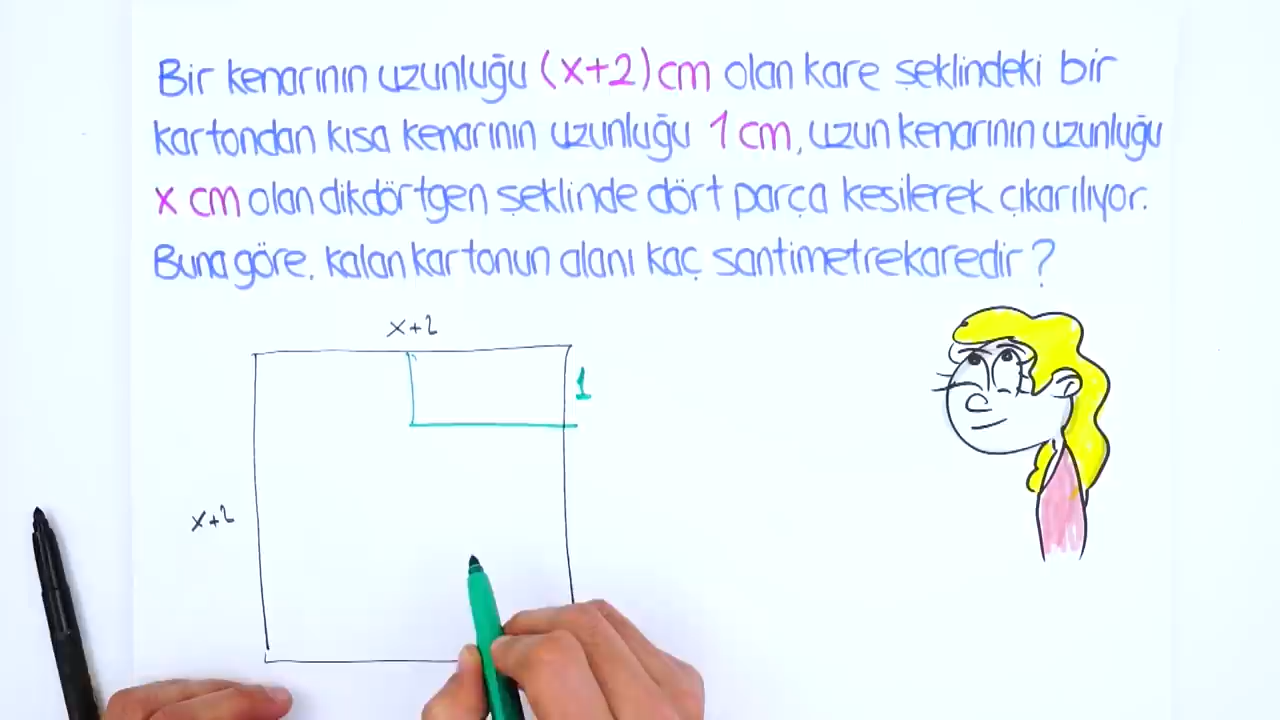 Bir kenarının uzunluğu (x+2) cm olan kare şeklindeki bir
kartondan kısa kenarının uzunluğu 1 cm, uzun kenarının uzunluğu
x cm olan dikdörtgen şeklinde dört parça kesilerek çıkarılıyor.
Buna göre, kalan kartonun alanı kaç santimetrekaredir?
x+2
1
x+2